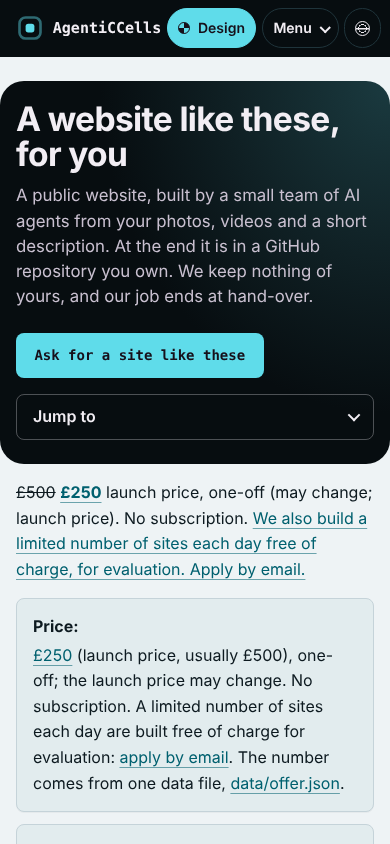 AgentiCCells
Design
Menu
A website like these,
for you
A public website, built by a small team of AI
agents from your photos, videos and a short
description. At the end it is in a GitHub
repository you own. We keep nothing of
yours, and our job ends at hand-over.
Ask for a site like these
Jump to
£500 £250 launch price, one-off (may change;
launch price). No subscription. We also build a
limited number of sites each day free of
charge, for evaluation. Apply by email.
Price:
£250 (launch price, usually £500), one-
off; the launch price may change. No
subscription. A limited number of sites
each day are built free of charge for
evaluation: apply by email. The number
comes from one data file, data/offer.json.